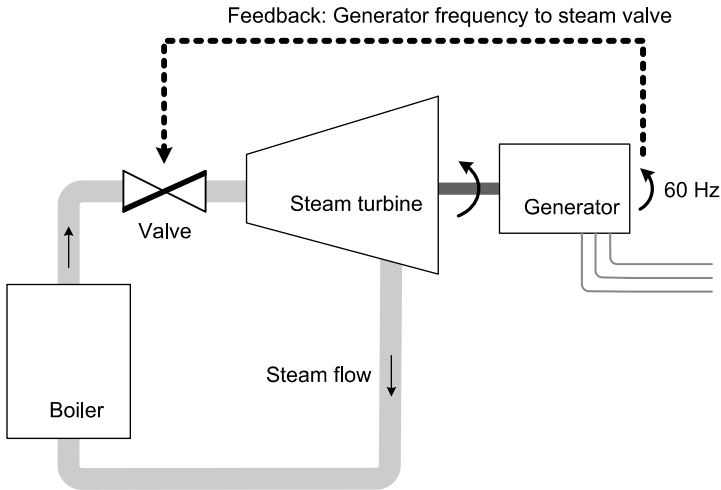 Feedback: Generator frequency to steam valve
60 Hz
Steam turbine
Generator
Valve
Steam flow
Boiler